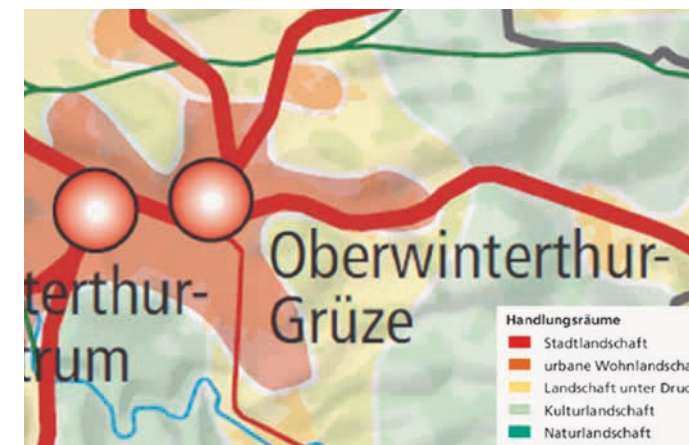 Oberwinterthur-
Grüze
terthur-
trum
Handlungsräume
Stadtlandschaft
urbane Wohnlandscha
Landschaft unter Druc
Kulturlandschaft
Naturlandschaft